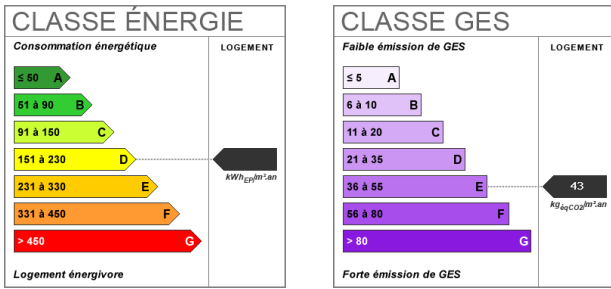 CLASSE ÉNERGIE
Consommation énergétique
LOGEMENT
≤ 50 A
51 à 90 B
91 à 150 C
151 à 230 D
kWhEP/m².an
231 à 330 E
331 à 450 F
> 450 G
Logement énergivore
CLASSE GES
Faible émission de GES
LOGEMENT
≤ 5 A
6 à 10 B
11 à 20 C
21 à 35 D
36 à 55 E
43
kgéqCO2/m².an
56 à 80 F
> 80 G
Forte émission de GES